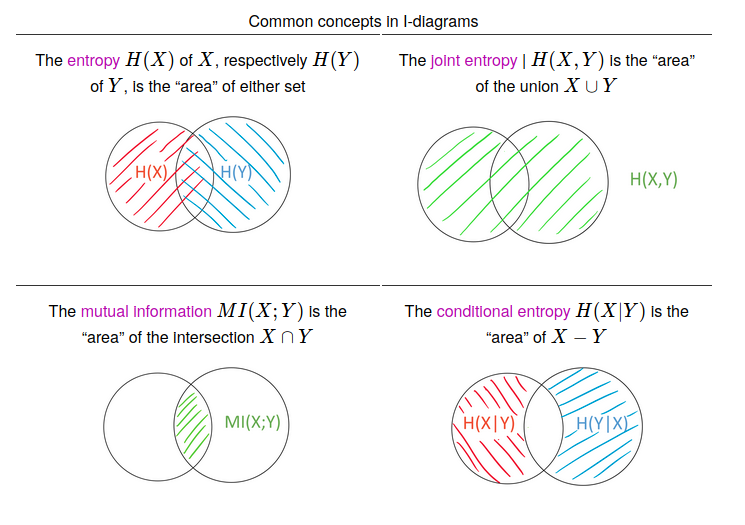 Common concepts in I-diagrams
The entropy H(X) of X, respectively H(Y)
of Y, is the “area” of either set
H(X)
H(Y)
The joint entropy | H(X,Y) is the “area”
of the union X ∪ Y
H(X,Y)
The mutual information MI(X;Y) is the
“area” of the intersection X ∩ Y
MI(X;Y)
The conditional entropy H(X|Y) is the
“area” of X − Y
H(X|Y)
H(Y|X)